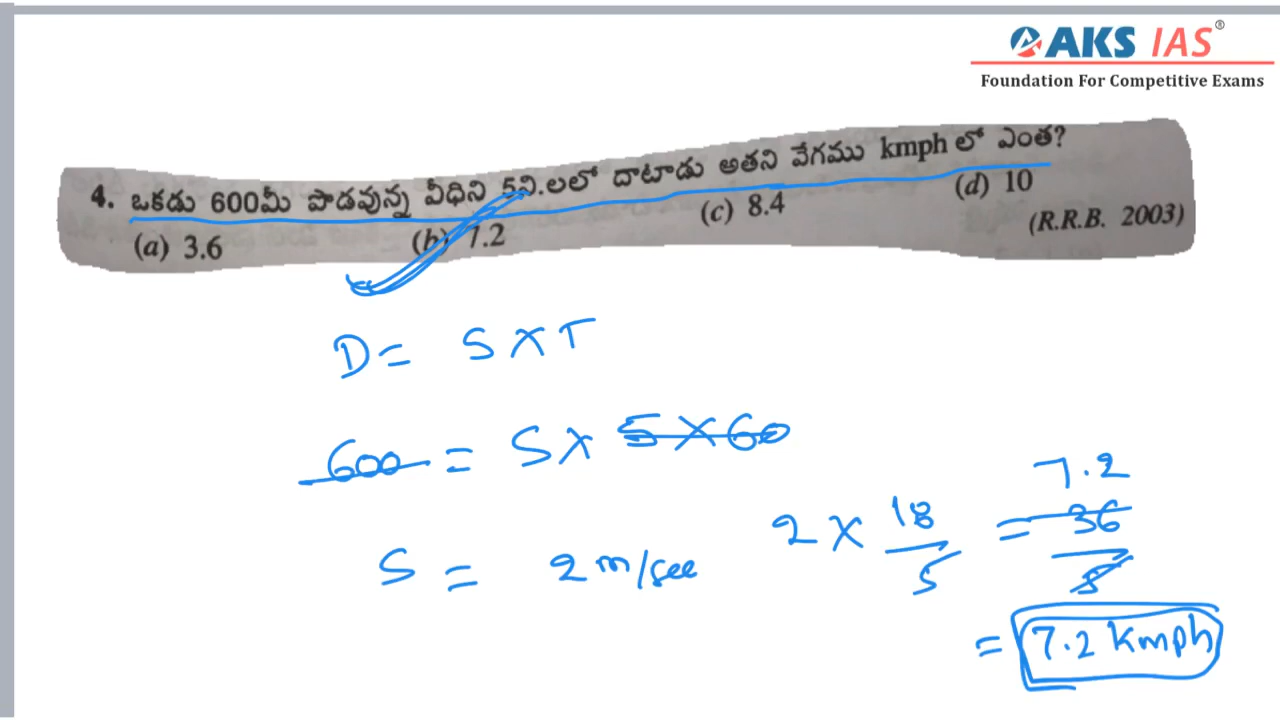 AKS IAS®
Foundation For Competitive Exams
4. ఒకడు 600మీ పొడవున్న వీధిని 5ని.లలో దాటాడు అతని వేగము kmph లో ఎంత?
(a) 3.6 (b) 7.2 (c) 8.4 (d) 10
(R.R.B. 2003)
D = S X T
600 = S X 5 X 60
S = 2 m/sec
2 X 18/5 = 36/5
7.2
= 7.2 Kmph